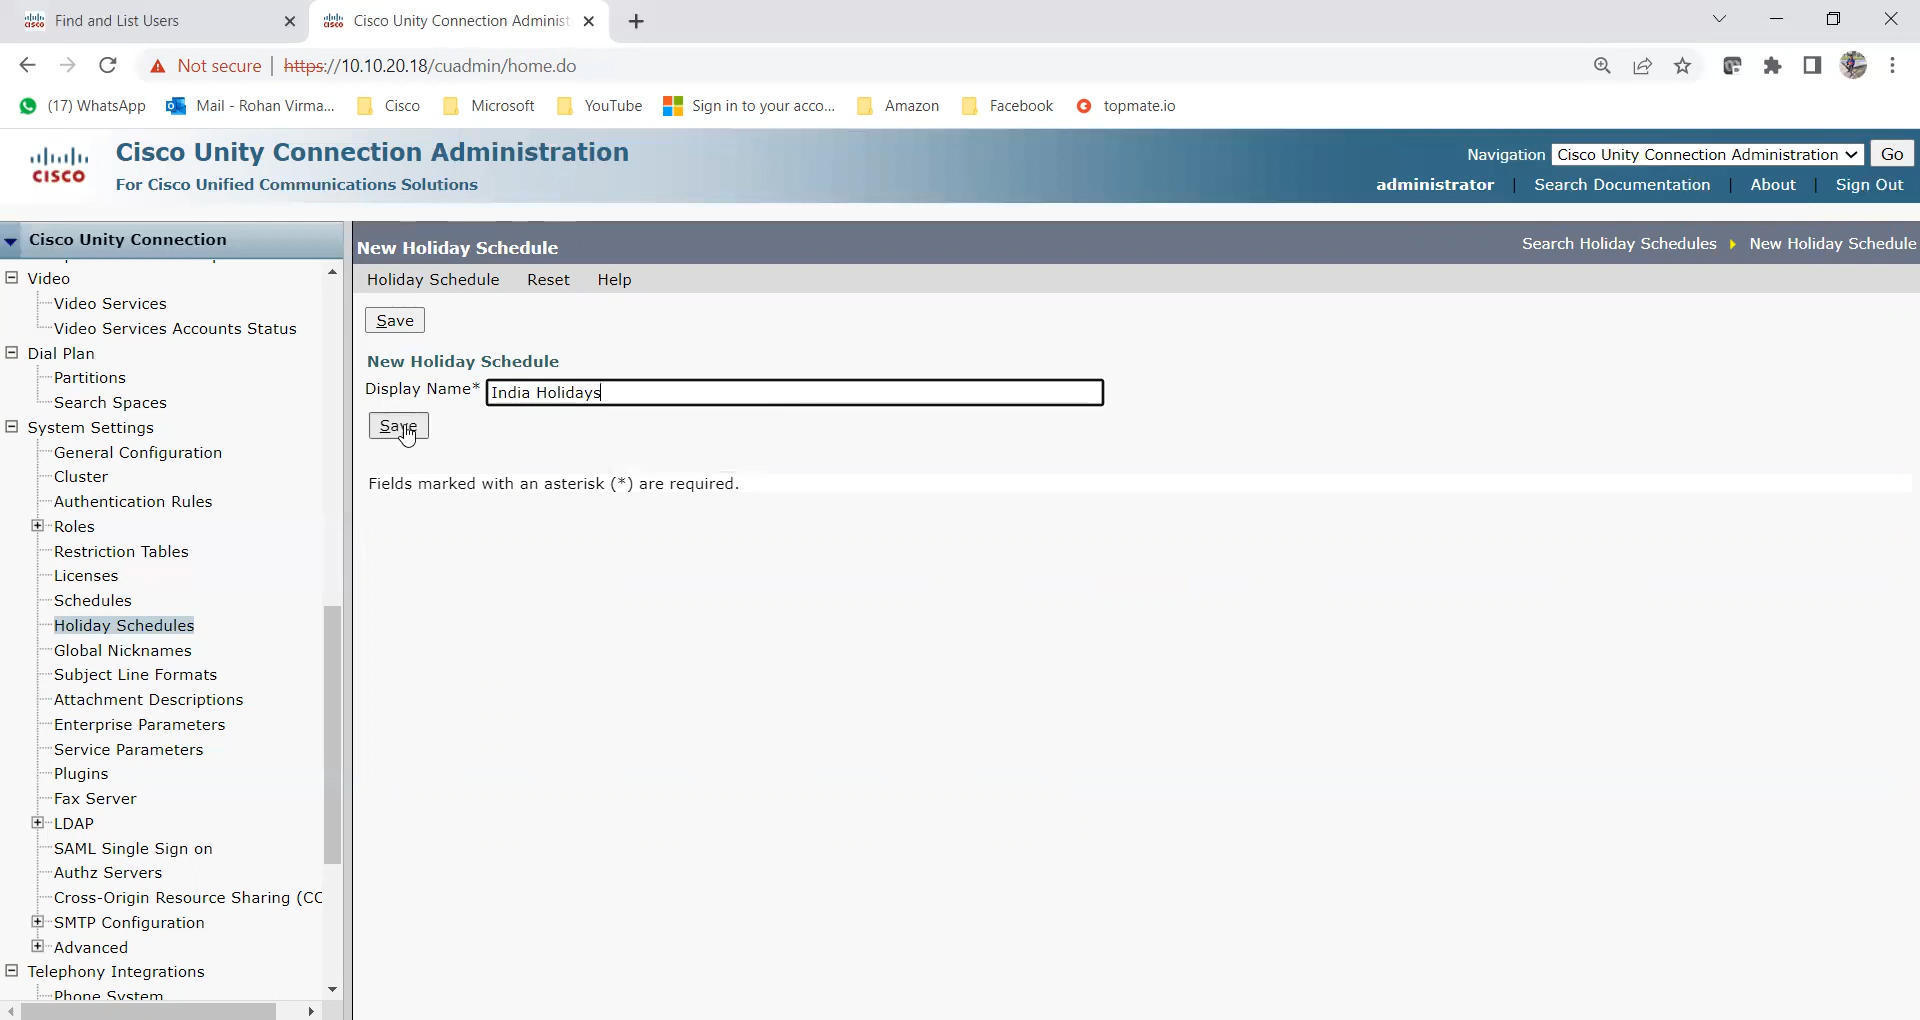 Find and List Users
Cisco Unity Connection Administ
Not secure | https://10.10.20.18/cuadmin/home.do
(17) WhatsApp Mail - Rohan Virma... Cisco Microsoft YouTube Sign in to your acco... Amazon Facebook topmate.io
Cisco Unity Connection Administration
For Cisco Unified Communications Solutions
CISCO
Navigation Cisco Unity Connection Administration Go
administrator | Search Documentation | About | Sign Out
Cisco Unity Connection
Video
Video Services
Video Services Accounts Status
Dial Plan
Partitions
Search Spaces
System Settings
General Configuration
Cluster
Authentication Rules
Roles
Restriction Tables
Licenses
Schedules
Holiday Schedules
Global Nicknames
Subject Line Formats
Attachment Descriptions
Enterprise Parameters
Service Parameters
Plugins
Fax Server
LDAP
SAML Single Sign on
Authz Servers
Cross-Origin Resource Sharing (CC
SMTP Configuration
Advanced
Telephony Integrations
Phone System
New Holiday Schedule
Search Holiday Schedules New Holiday Schedule
Holiday Schedule Reset Help
Save
New Holiday Schedule
Display Name* India Holidays
Save
Fields marked with an asterisk (*) are required.